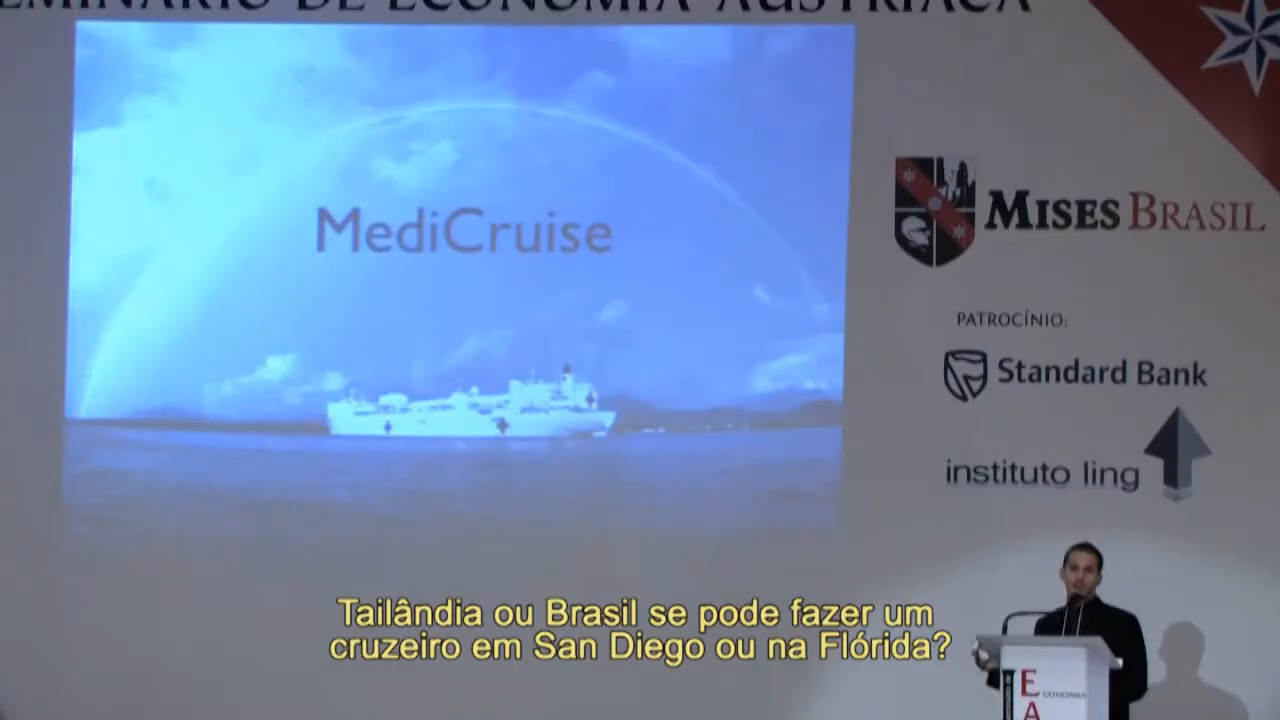 SEMINÁRIO DE ECONOMIA AUSTRÍACA
MediCruise
MISES BRASIL
PATROCÍNIO:
Standard Bank
instituto ling
Tailândia ou Brasil se pode fazer um
cruzeiro em San Diego ou na Flórida?
ECONOMIA
A